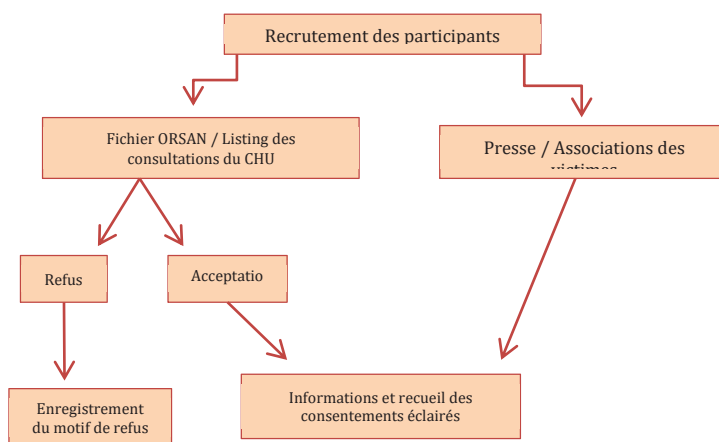 Recrutement des participants
Fichier ORSAN / Listing des
consultations du CHU
Presse / Associations des
victimes
Refus
Acceptatio
Enregistrement
du motif de refus
Informations et recueil des
consentements éclairés